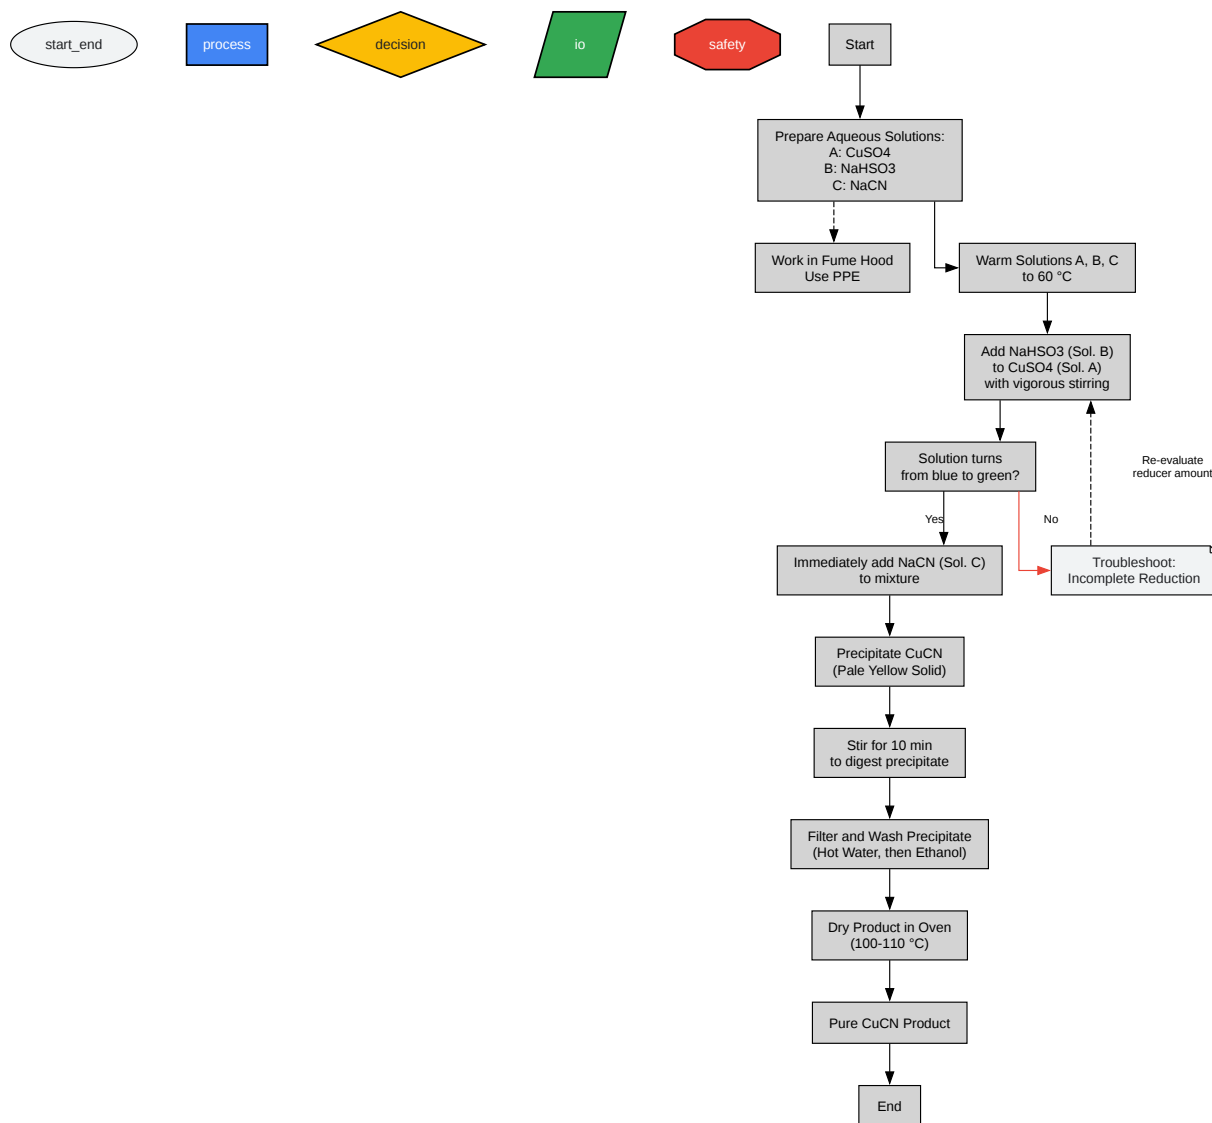 start_end
process
decision
io
safety
Start
Prepare Aqueous Solutions:
A: CuSO4
B: NaHSO3
C: NaCN
Work in Fume Hood
Use PPE
Warm Solutions A, B, C
to 60 °C
Add NaHSO3 (Sol. B)
to CuSO4 (Sol. A)
with vigorous stirring
Solution turns
from blue to green?
Re-evaluate
reducer amount
Yes
No
Immediately add NaCN (Sol. C)
to mixture
Troubleshoot:
Incomplete Reduction
Precipitate CuCN
(Pale Yellow Solid)
Stir for 10 min
to digest precipitate
Filter and Wash Precipitate
(Hot Water, then Ethanol)
Dry Product in Oven
(100-110 °C)
Pure CuCN Product
End